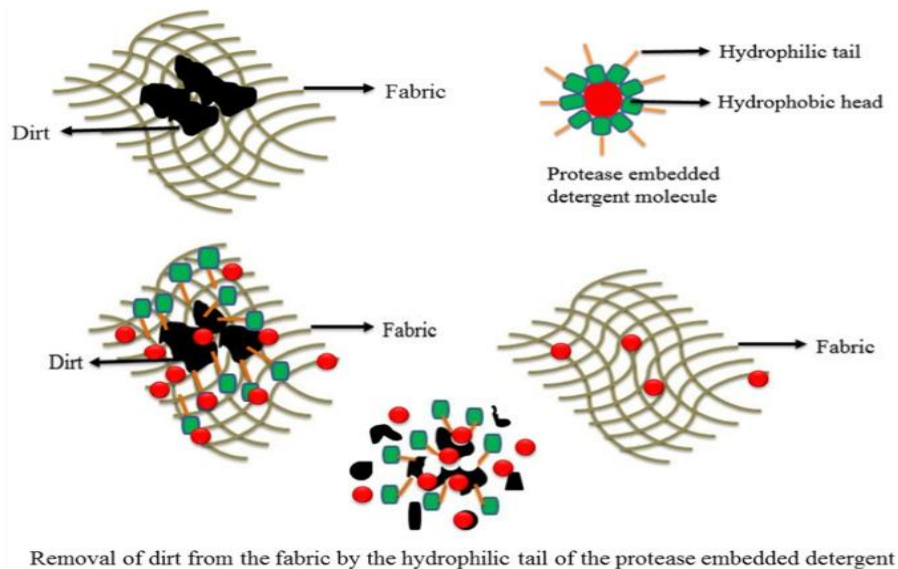 Fabric
Dirt
Hydrophilic tail
Hydrophobic head
Protease embedded
detergent molecule
Fabric
Dirt
Fabric
Removal of dirt from the fabric by the hydrophilic tail of the protease embedded detergent